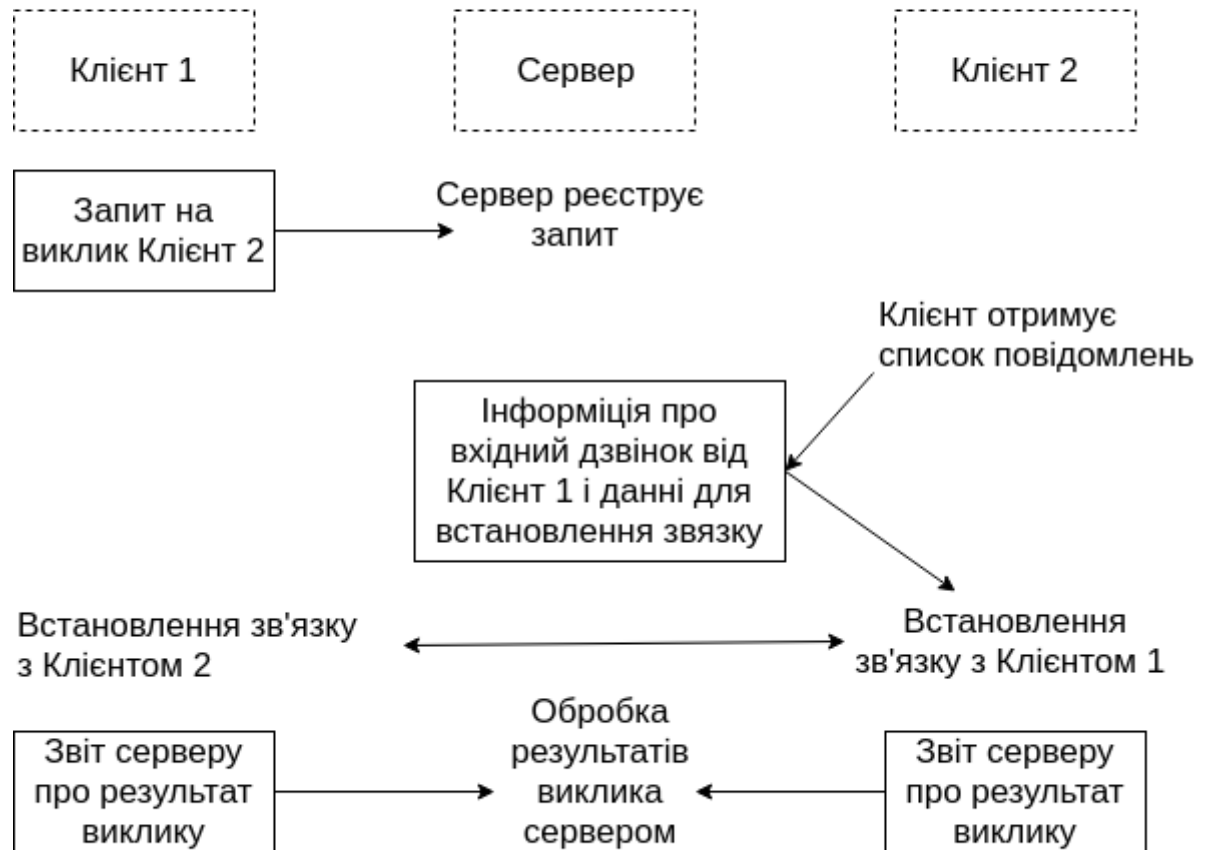 Клієнт 1
Сервер
Клієнт 2
Запит на
виклик Клієнт 2
Сервер реєструє
запит
Клієнт отримує
список повідомлень
Інформіція про
вхідний дзвінок від
Клієнт 1 і данні для
встановлення звязку
Встановлення зв'язку
з Клієнтом 2
Встановлення
зв'язку з Клієнтом 1
Звіт серверу
про результат
виклику
Обробка
результатів
виклика
сервером
Звіт серверу
про результат
виклику